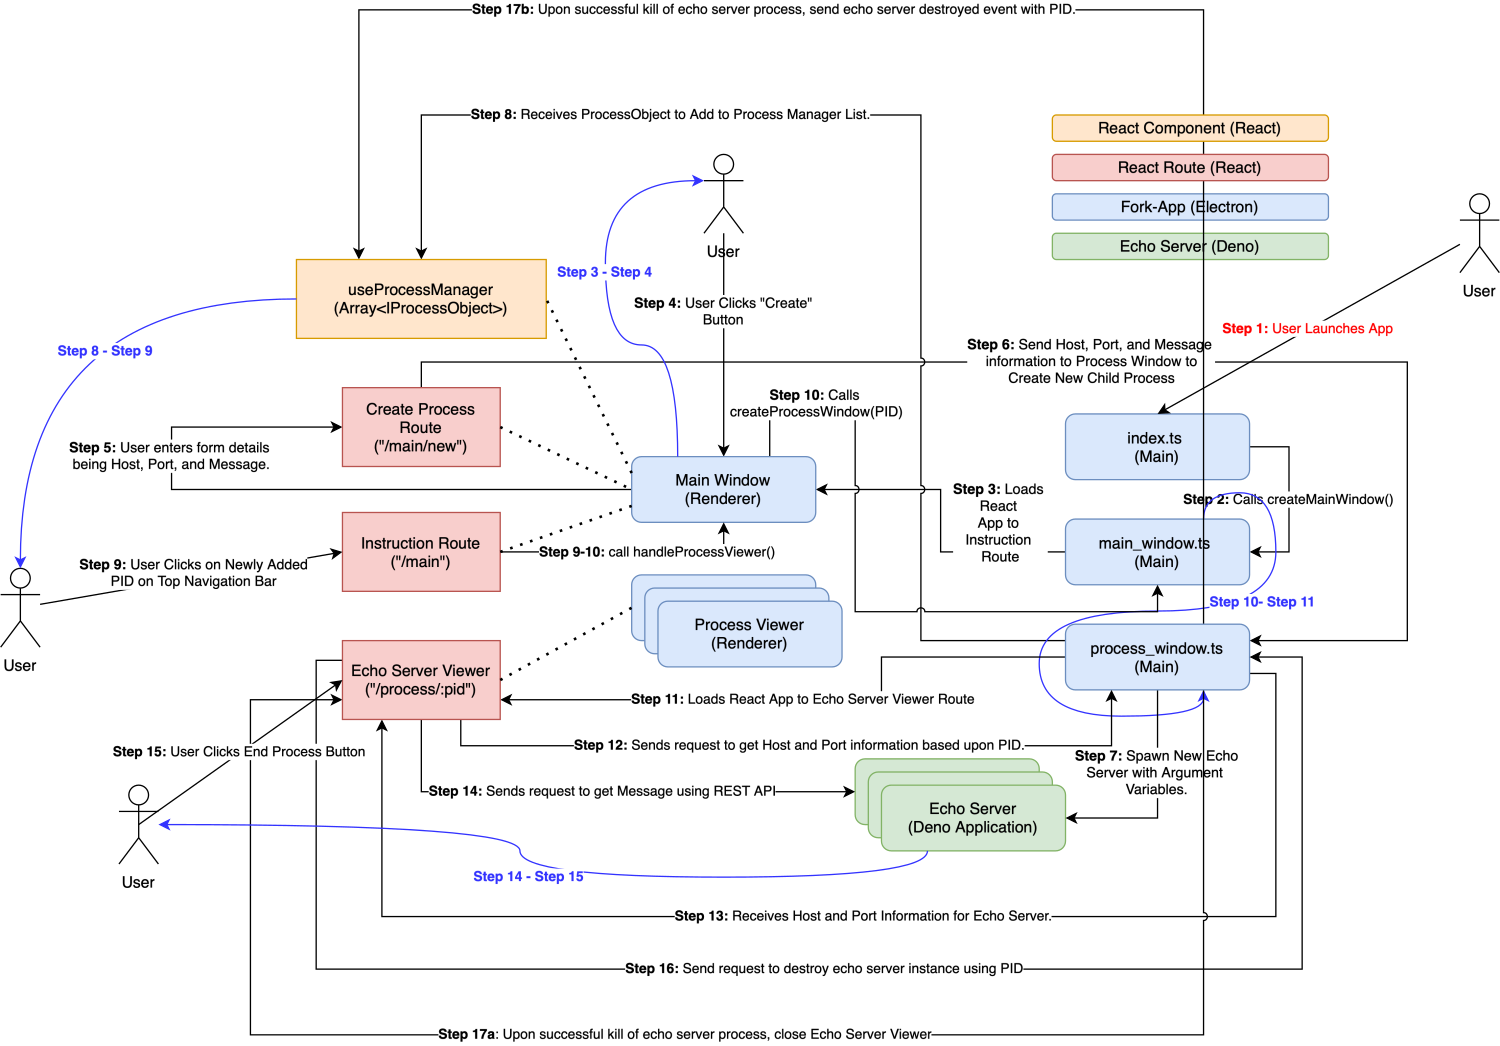 Step 17b: Upon successful kill of echo server process, send echo server destroyed event with PID.
Step 8: Receives ProcessObject to Add to Process Manager List.
React Component (React)
React Route (React)
Fork-App (Electron)
Echo Server (Deno)
User
User
Step 3 - Step 4
useProcessManager
(Array<IProcessObject>)
Step 4: User Clicks "Create"
Button
Step 1: User Launches App
Step 8 - Step 9
Step 6: Send Host, Port, and Message
information to Process Window to
Create New Child Process
Step 10: Calls
createProcessWindow(PID)
Create Process
Route
("/main/new")
Step 5: User enters form details
being Host, Port, and Message.
index.ts
(Main)
Main Window
(Renderer)
Step 3: Loads
React
App to
Instruction
Route
Step 2: Calls createMainWindow()
Instruction Route
("/main")
Step 9-10: call handleProcessViewer()
main_window.ts
(Main)
Step 9: User Clicks on Newly Added
PID on Top Navigation Bar
Step 10- Step 11
User
Process Viewer
(Renderer)
process_window.ts
(Main)
Echo Server Viewer
("/process/:pid")
Step 11: Loads React App to Echo Server Viewer Route
Step 12: Sends request to get Host and Port information based upon PID.
Step 15: User Clicks End Process Button
Step 7: Spawn New Echo
Server with Argument
Variables.
Step 14: Sends request to get Message using REST API
Echo Server
(Deno Application)
User
Step 14 - Step 15
Step 13: Receives Host and Port Information for Echo Server.
Step 16: Send request to destroy echo server instance using PID
Step 17a: Upon successful kill of echo server process, close Echo Server Viewer